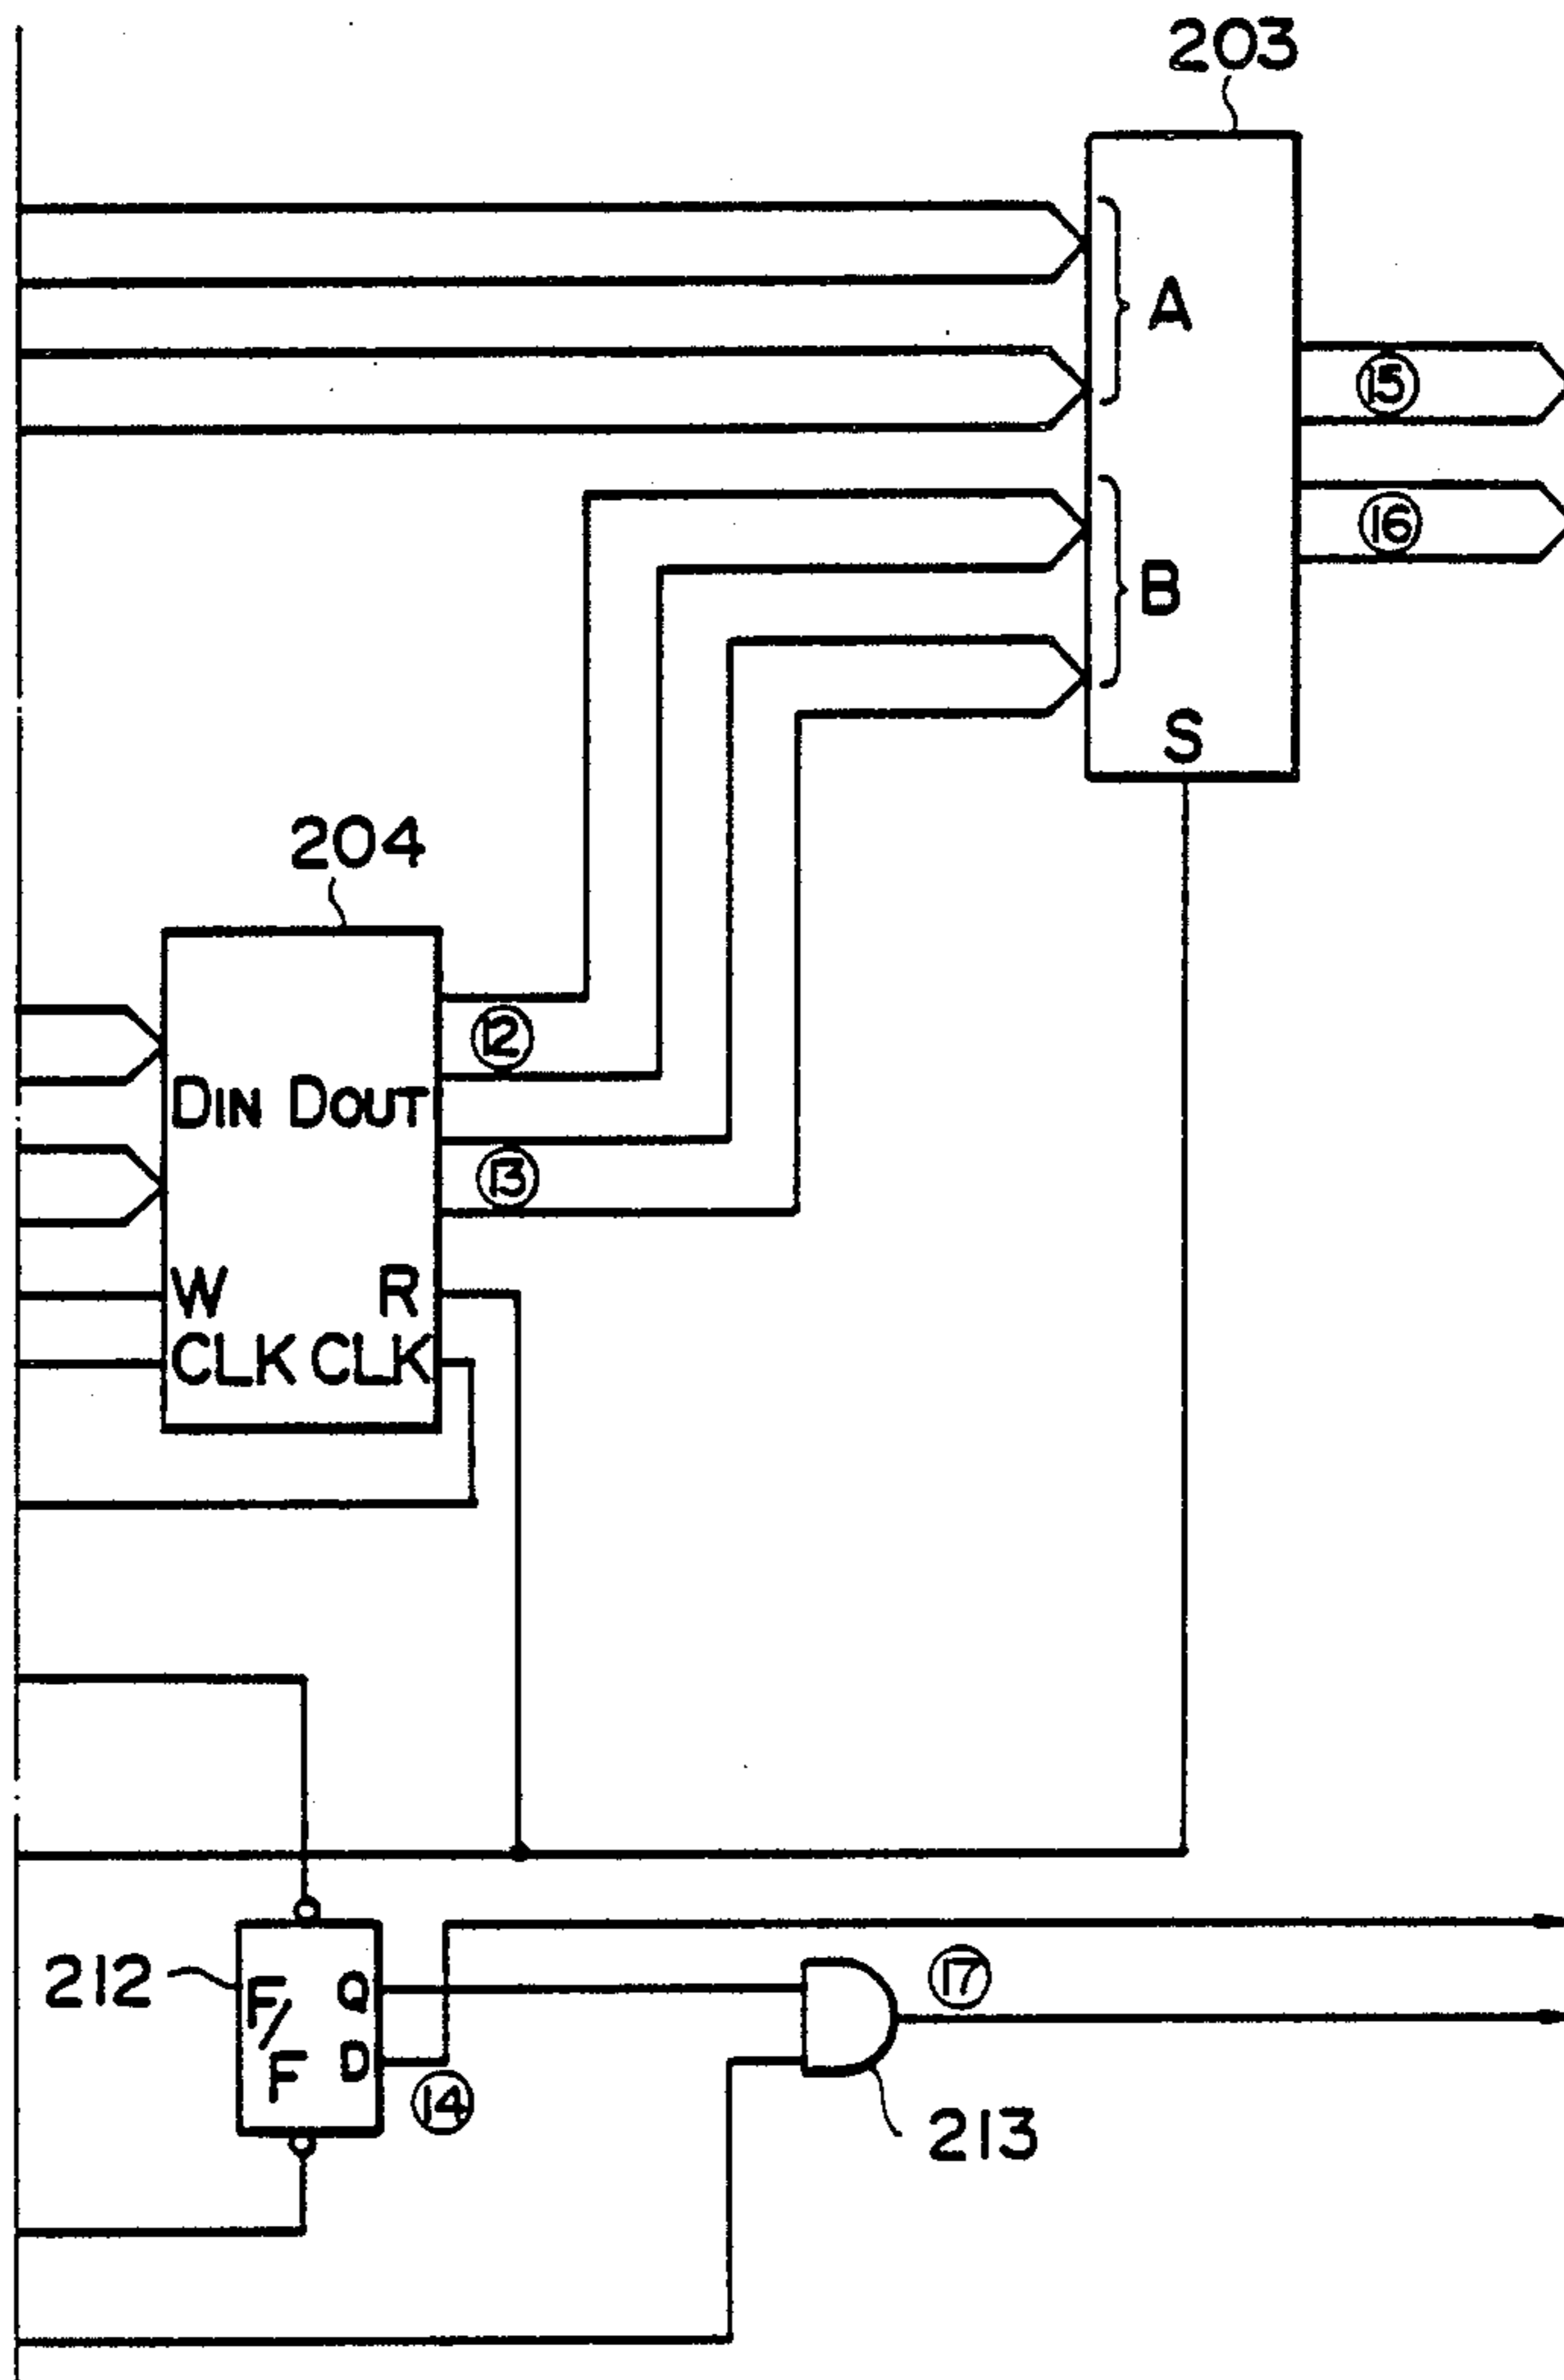 203
A
⑮
⑯
B
S
204
⑫
DIN DOUT
⑬
W R
CLK CLK
212
F/F
Q
D
⑭
⑰
213